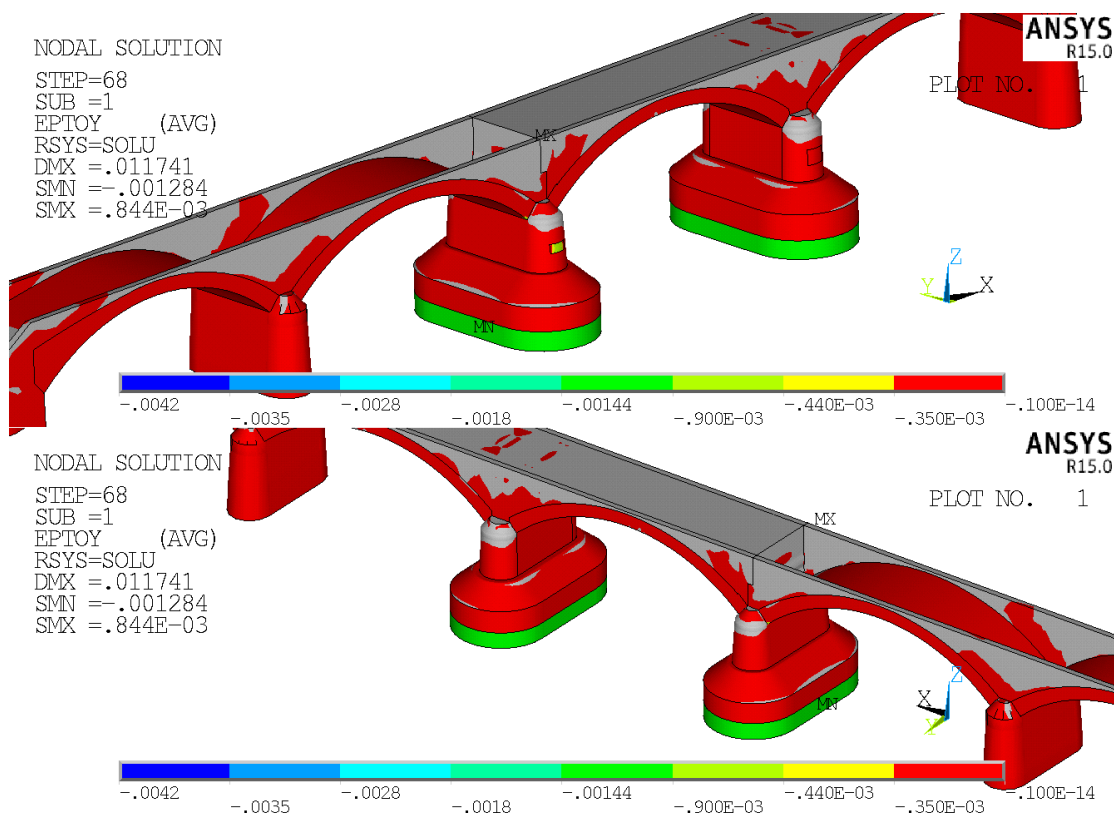 NODAL SOLUTION
STEP=68
SUB =1
EPTOY (AVG)
RSYS=SOLU
DMX =.011741
SMN =-.001284
SMX =.844E-03
ANSYS
R15.0
PLOT NO. 1
MX
MN
Z
Y
X
-.0042
-.0035
-.0028
-.0018
-.00144
-.900E-03
-.440E-03
-.350E-03
-.100E-14
NODAL SOLUTION
STEP=68
SUB =1
EPTOY (AVG)
RSYS=SOLU
DMX =.011741
SMN =-.001284
SMX =.844E-03
ANSYS
R15.0
PLOT NO. 1
MX
MN
Z
X
Y
-.0042
-.0035
-.0028
-.0018
-.00144
-.900E-03
-.440E-03
-.350E-03
-.100E-14